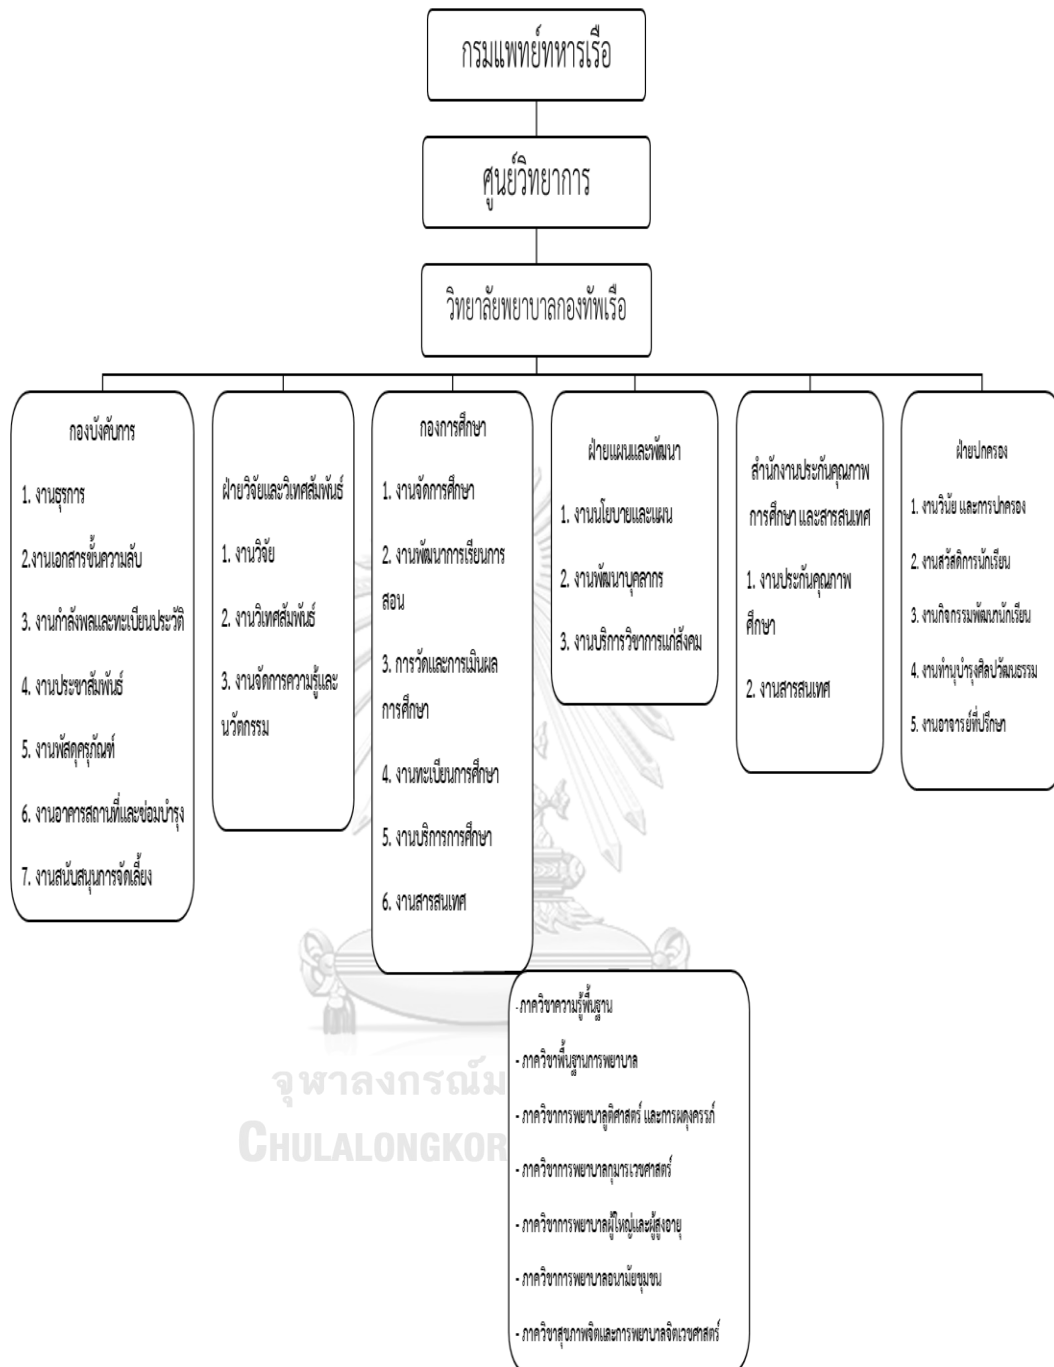 กรมแพทย์ทหารเรือ
ศูนย์วิทยาการ
วิทยาลัยพยาบาลกองทัพเรือ
กองบังคับการ
1. งานธุรการ
2.งานเอกสารชั้นความลับ
3. งานกำลังพลและทะเบียนประวัติ
4. งานประชาสัมพันธ์
5. งานพัสดุครุภัณฑ์
6. งานอาคารสถานที่และซ่อมบำรุง
7. งานสนับสนุนการจัดเลี้ยง
ฝ่ายวิจัยและวิเทศสัมพันธ์
1. งานวิจัย
2. งานวิเทศสัมพันธ์
3. งานจัดการความรู้และ
นวัตกรรม
กองการศึกษา
1. งานจัดการศึกษา
2. งานพัฒนาการเรียนการ
สอน
3. การวัดและการเมินผล
การศึกษา
4. งานทะเบียนการศึกษา
5. งานบริการการศึกษา
6. งานสารสนเทศ
ฝ่ายแผนและพัฒนา
1. งานนโยบายและแผน
2. งานพัฒนาบุคลากร
3. งานบริการวิชาการแก่สังคม
สำนักงานประกันคุณภาพ
การศึกษา และสารสนเทศ
1. งานประกันคุณภาพ
ศึกษา
2. งานสารสนเทศ
ฝ่ายปกครอง
1. งานวินัย และการปกครอง
2. งานสวัสดิการนักเรียน
3. งานกิจกรรมพัฒนานักเรียน
4. งานทำนุบำรุงศิลปวัฒนธรรม
5. งานอาจารย์ที่ปรึกษา
-ภาควิชาความรู้พื้นฐาน
- ภาควิชาพื้นฐานการพยาบาล
- ภาควิชาการพยาบาลูติศาสตร์ และการผดุงครรภ์
- ภาควิชาการพยาบาลกุมารเวชศาสตร์
- ภาควิชาการพยาบาลผู้ใหญ่และผู้สูงอายุ
- ภาควิชาการพยาบาลอนามัยชุมชน
- ภาควิชาสุขภาพจิตและการพยาบาลจิตเวชศาสตร์
จุฬาลงกรณ์ม
CHULALONGKOR